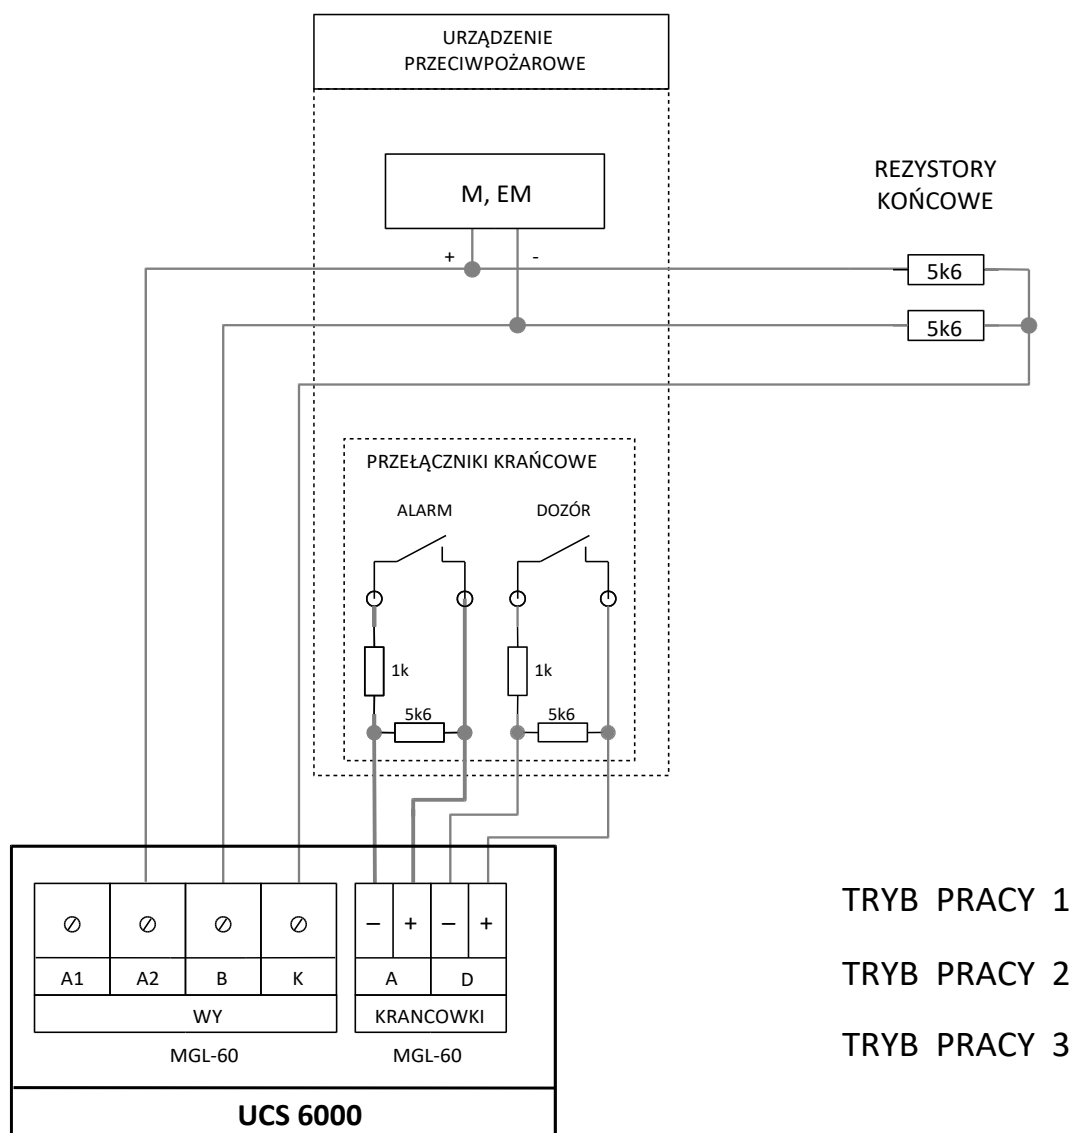 URZĄDZENIE
PRZECIWPOŻAROWE
M, EM
REZYSTORY
KOŃCOWE
+
-
5k6
5k6
PRZEŁĄCZNIKI KRAŃCOWE
ALARM
DOZÓR
1k
1k
5k6
5k6
– + – +
A1 A2 B K
A D
WY
KRANCOWKI
MGL-60
MGL-60
UCS 6000
TRYB PRACY 1
TRYB PRACY 2
TRYB PRACY 3